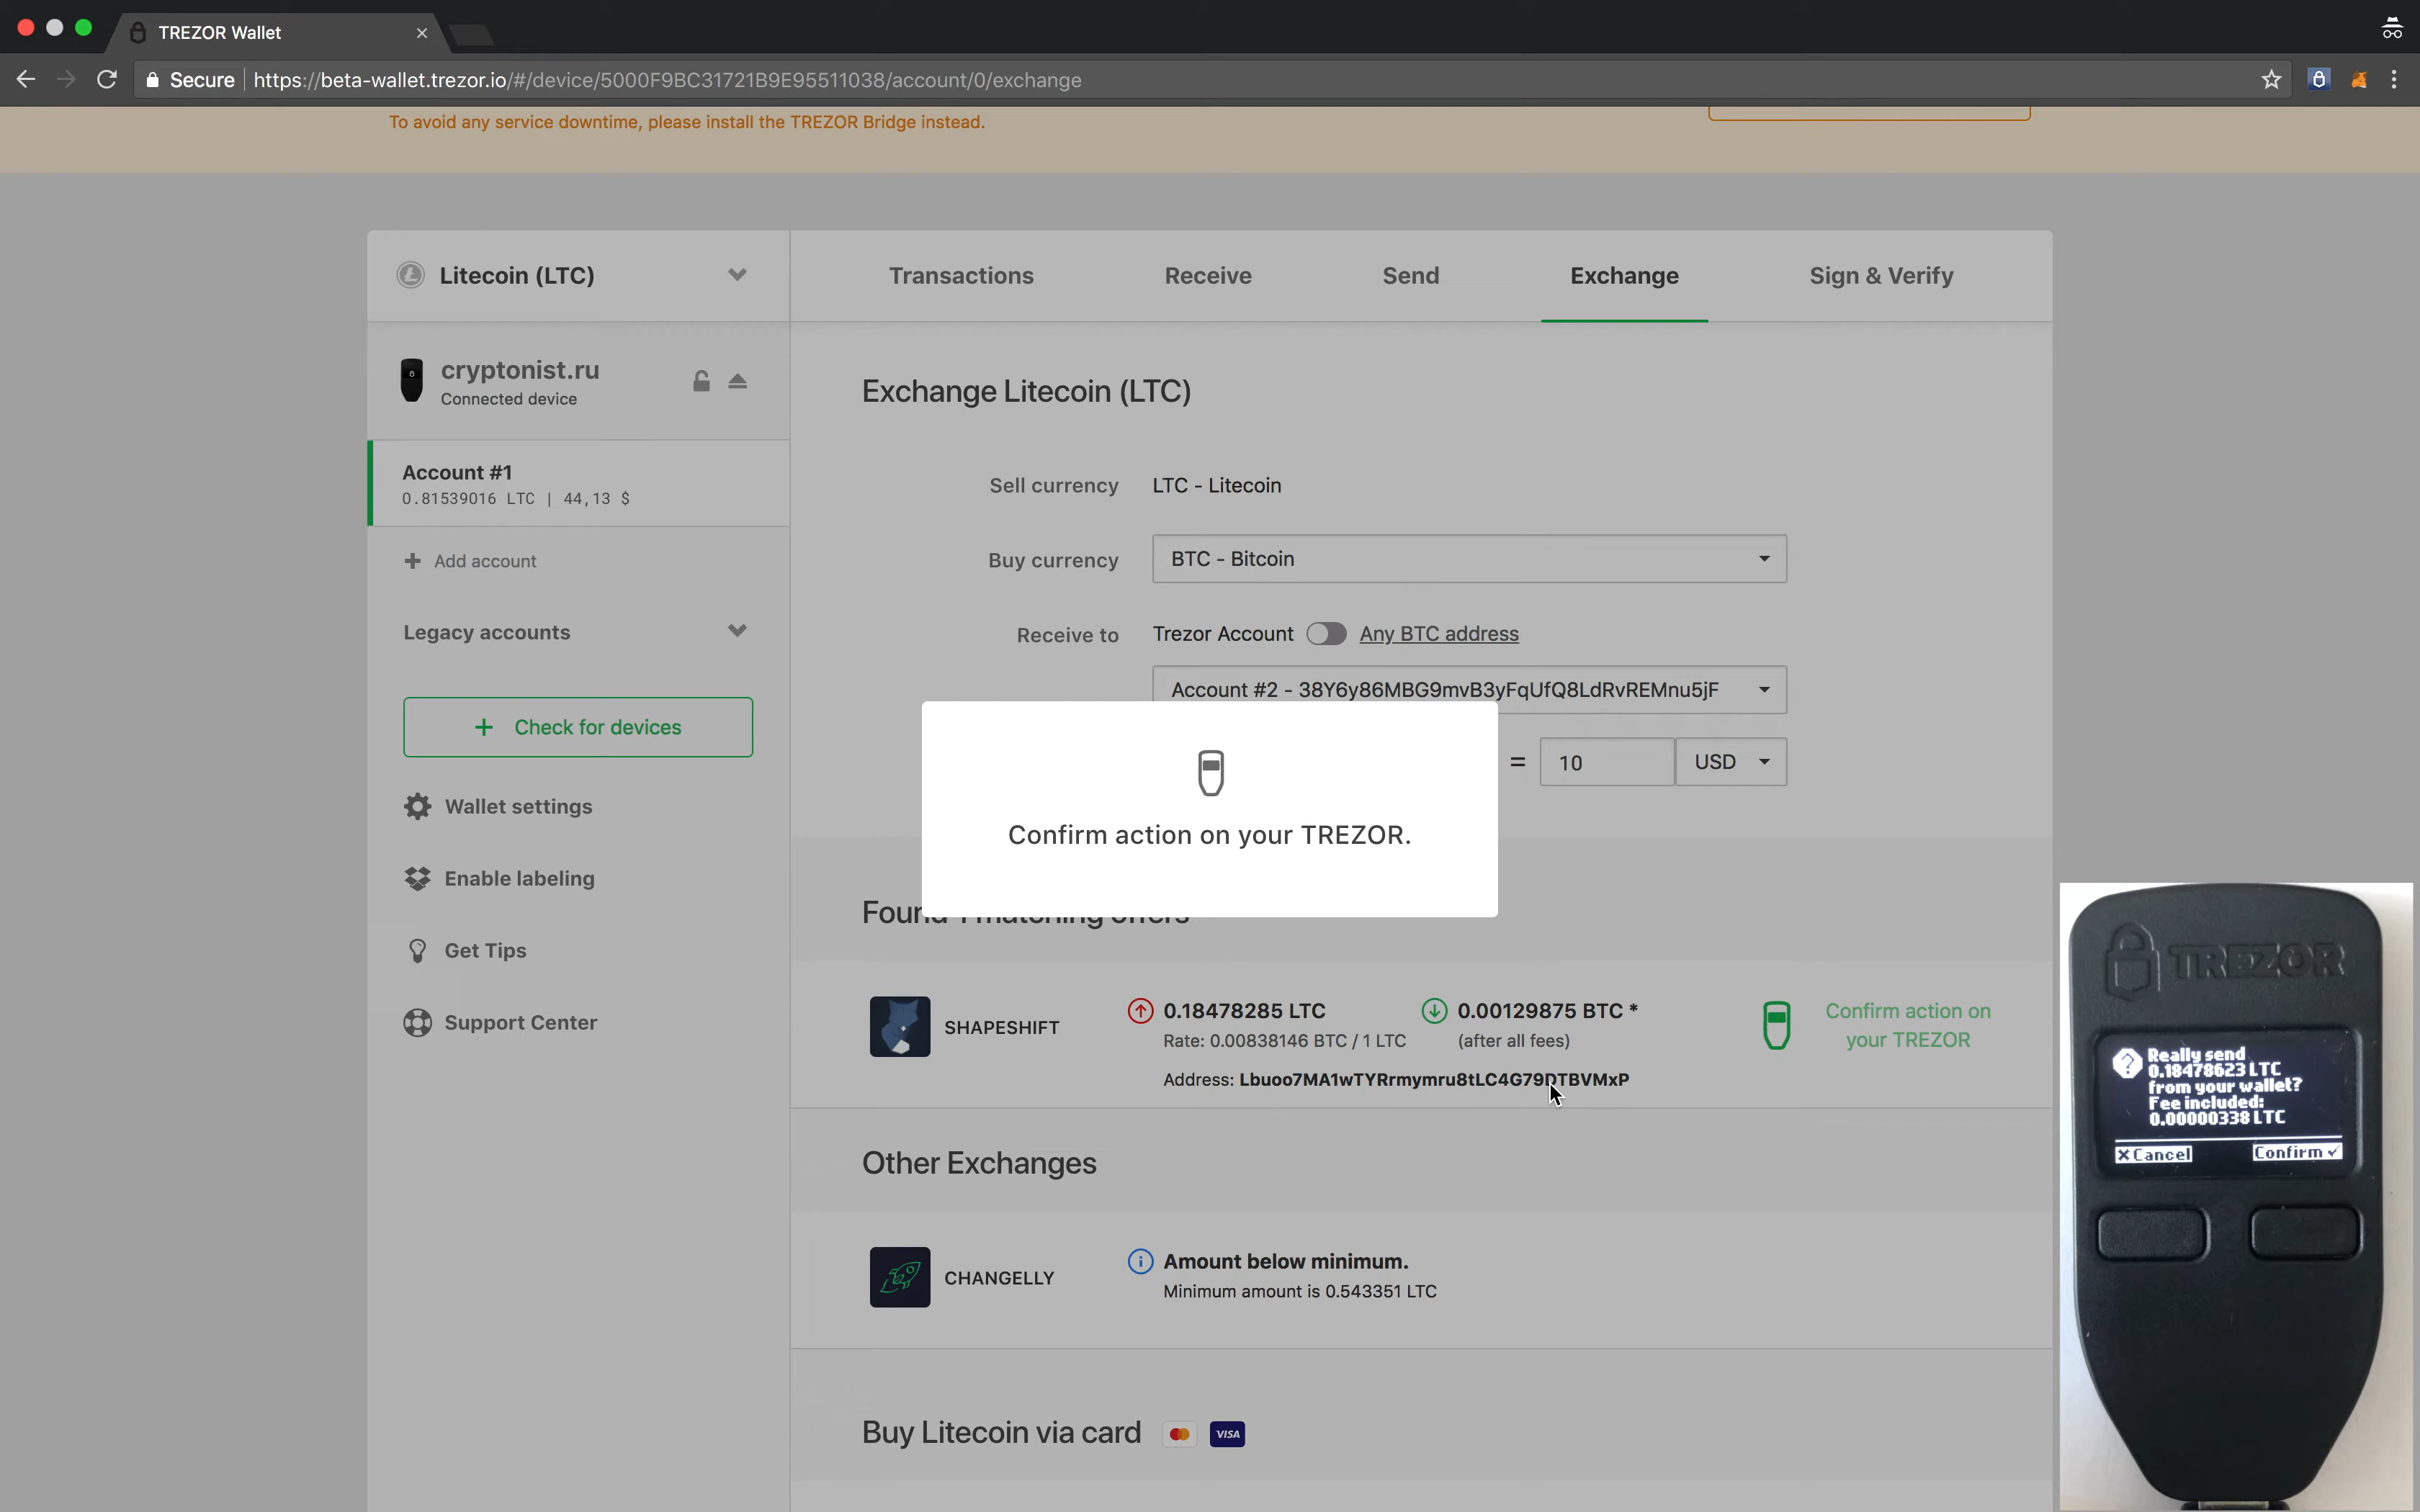 TREZOR Wallet
Secure https://beta-wallet.trezor.io/#/device/5000F9BC31721B9E95511038/account/0/exchange
To avoid any service downtime, please install the TREZOR Bridge instead.
Litecoin (LTC)
Transactions
Receive
Send
Exchange
Sign & Verify
cryptonist.ru
Connected device
Account #1
0.81539016 LTC | 44,13 $
Add account
Legacy accounts
Check for devices
Wallet settings
Enable labeling
Get Tips
Support Center
Exchange Litecoin (LTC)
Sell currency LTC - Litecoin
Buy currency BTC - Bitcoin
Receive to Trezor Account Any BTC address
Account #2 - 38Y6y86MBG9mvB3yFqUfQ8LdRvREMnu5jF
= 10 USD
Confirm action on your TREZOR.
Found 1 matching offers
SHAPESHIFT
0.18478285 LTC
Rate: 0.00838146 BTC / 1 LTC
0.00129875 BTC *
(after all fees)
Address: Lbuoo7MA1wTYRrmymru8tLC4G79DTBVMxP
Confirm action on
your TREZOR
Other Exchanges
CHANGELLY
Amount below minimum.
Minimum amount is 0.543351 LTC
Buy Litecoin via card
VISA
TREZOR
Really send
0.18478623 LTC
from your wallet?
Fee included:
0.00000338 LTC
Cancel
Confirm